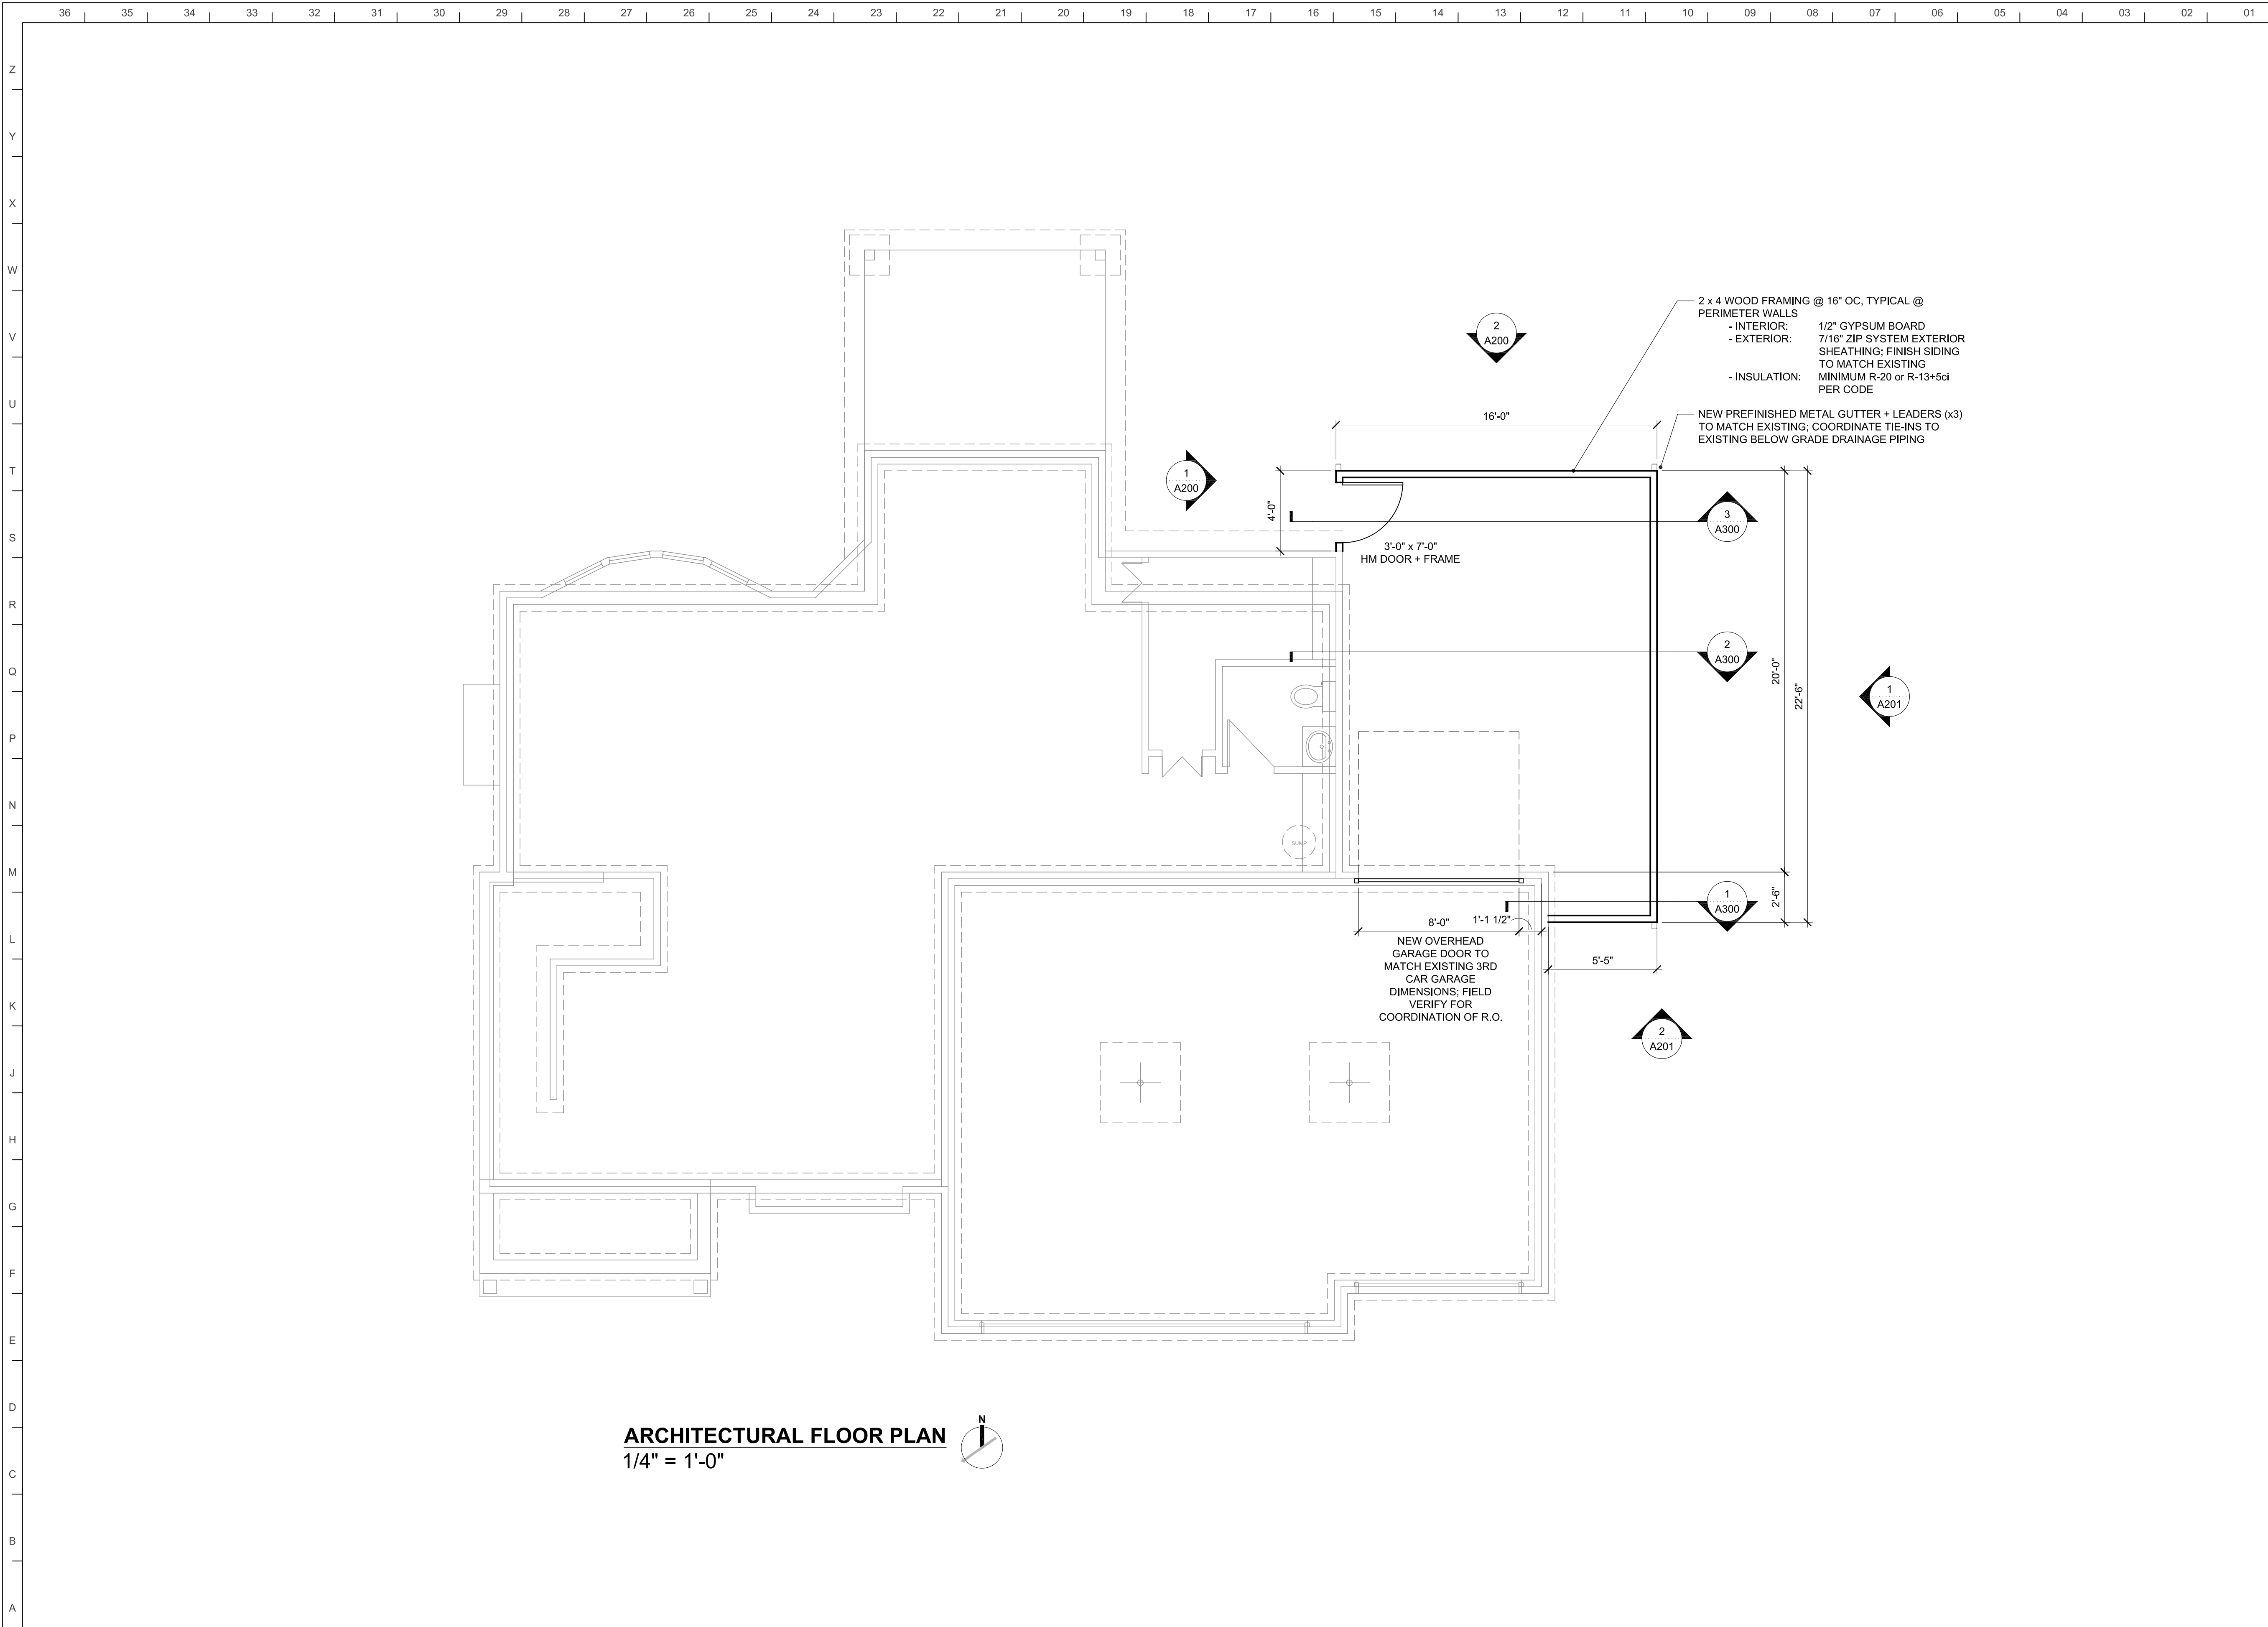 36 35 34 33 32 31 30 29 28 27 26 25 24 23 22 21 20 19 18 17 16 15 14 13 12 11 10 09 08 07 06 05 04 03 02 01
Z
Y
X
W
V
U
T
S
R
Q
P
N
M
L
K
J
H
G
F
E
D
C
B
A
2 x 4 WOOD FRAMING @ 16" OC, TYPICAL @
PERIMETER WALLS
- INTERIOR: 1/2" GYPSUM BOARD
- EXTERIOR: 7/16" ZIP SYSTEM EXTERIOR
SHEATHING; FINISH SIDING
TO MATCH EXISTING
- INSULATION: MINIMUM R-20 or R-13+5ci
PER CODE
NEW PREFINISHED METAL GUTTER + LEADERS (x3)
TO MATCH EXISTING; COORDINATE TIE-INS TO
EXISTING BELOW GRADE DRAINAGE PIPING
2
A200
16'-0"
1
A200
4'-0"
3'-0" x 7'-0"
HM DOOR + FRAME
3
A300
2
A300
20'-0"
22'-6"
1
A201
SUMP
1
A300
2'-6"
8'-0"
1'-1 1/2"
NEW OVERHEAD
GARAGE DOOR TO
MATCH EXISTING 3RD
CAR GARAGE
DIMENSIONS; FIELD
VERIFY FOR
COORDINATION OF R.O.
5'-5"
2
A201
ARCHITECTURAL FLOOR PLAN
1/4" = 1'-0"
N